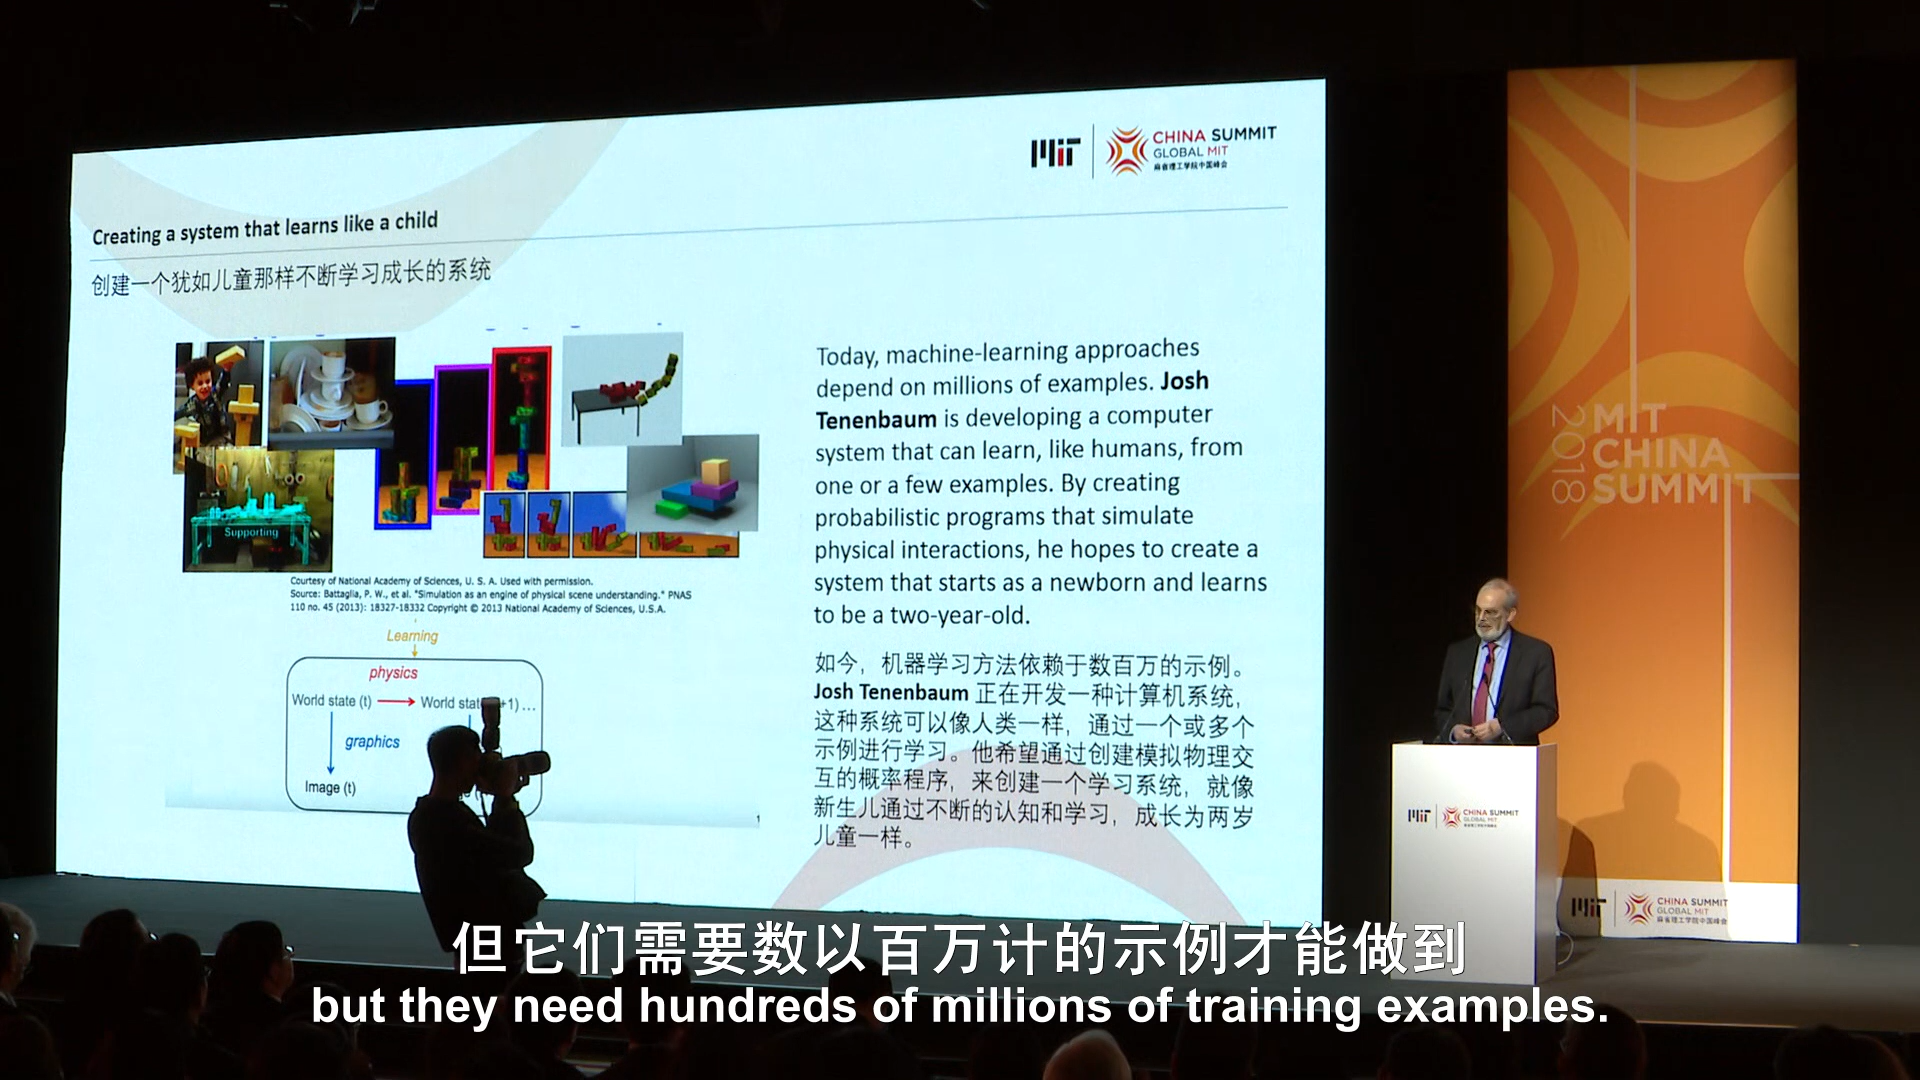 MIT
CHINA SUMMIT
GLOBAL MIT
麻省理工学院中国峰会
Creating a system that learns like a child
创建一个犹如儿童那样不断学习成长的系统
Supporting
Courtesy of National Academy of Sciences, U. S. A. Used with permission.
Source: Battaglia, P. W., et al. "Simulation as an engine of physical scene understanding." PNAS
110 no. 45 (2013): 18327-18332 Copyright © 2013 National Academy of Sciences, U.S.A.
Learning
physics
World state (t)
World stat
+1) ...
graphics
Image (t)
Today, machine-learning approaches
depend on millions of examples. Josh
Tenenbaum is developing a computer
system that can learn, like humans, from
one or a few examples. By creating
probabilistic programs that simulate
physical interactions, he hopes to create a
system that starts as a newborn and learns
to be a two-year-old.
如今，机器学习方法依赖于数百万的示例。
Josh Tenenbaum 正在开发一种计算机系统，
这种系统可以像人类一样，通过一个或多个
示例进行学习。他希望通过创建模拟物理交
互的概率程序，来创建一个学习系统，就像
新生儿通过不断的认知和学习，成长为两岁
儿童一样。
2018
MIT
CHINA
SUMMIT
MIT
CHINA SUMMIT
GLOBAL MIT
MIT
CHINA SUMMIT
GLOBAL MIT
麻省理工学院中国峰会
但它们需要数以百万计的示例才能做到
but they need hundreds of millions of training examples.